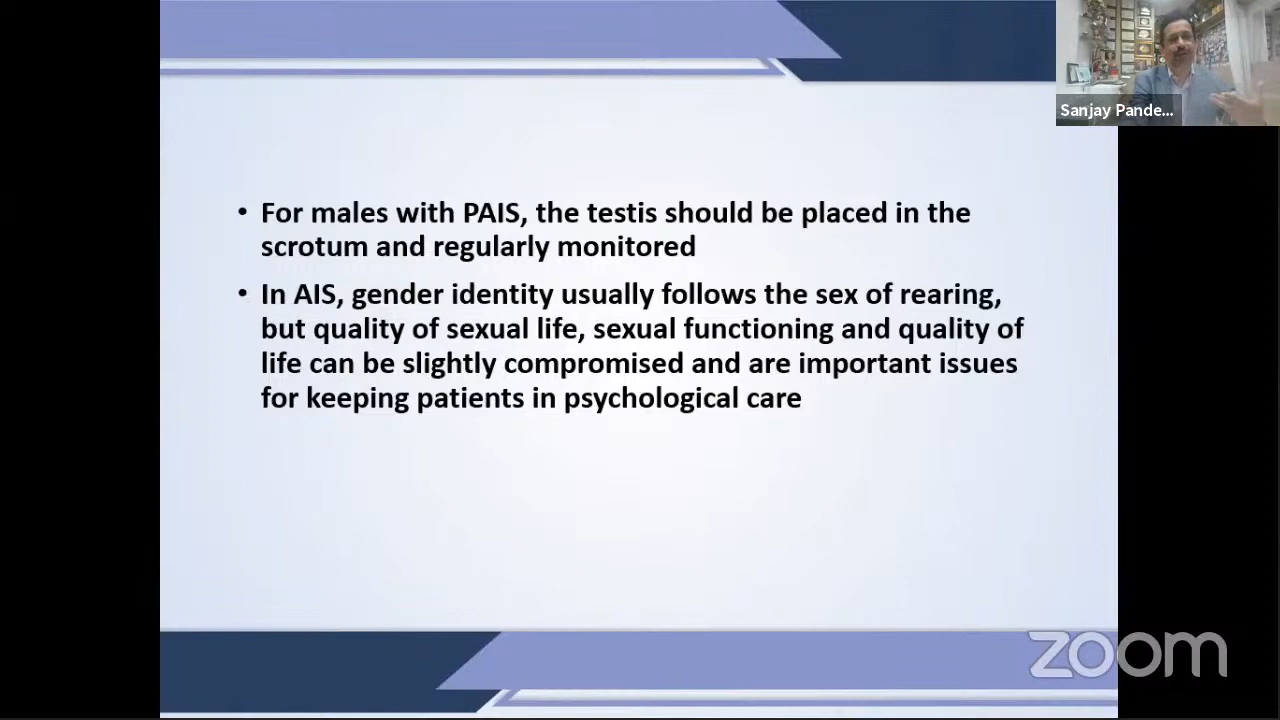 Sanjay Pande...
• For males with PAIS, the testis should be placed in the
scrotum and regularly monitored
• In AIS, gender identity usually follows the sex of rearing,
but quality of sexual life, sexual functioning and quality of
life can be slightly compromised and are important issues
for keeping patients in psychological care
zoom